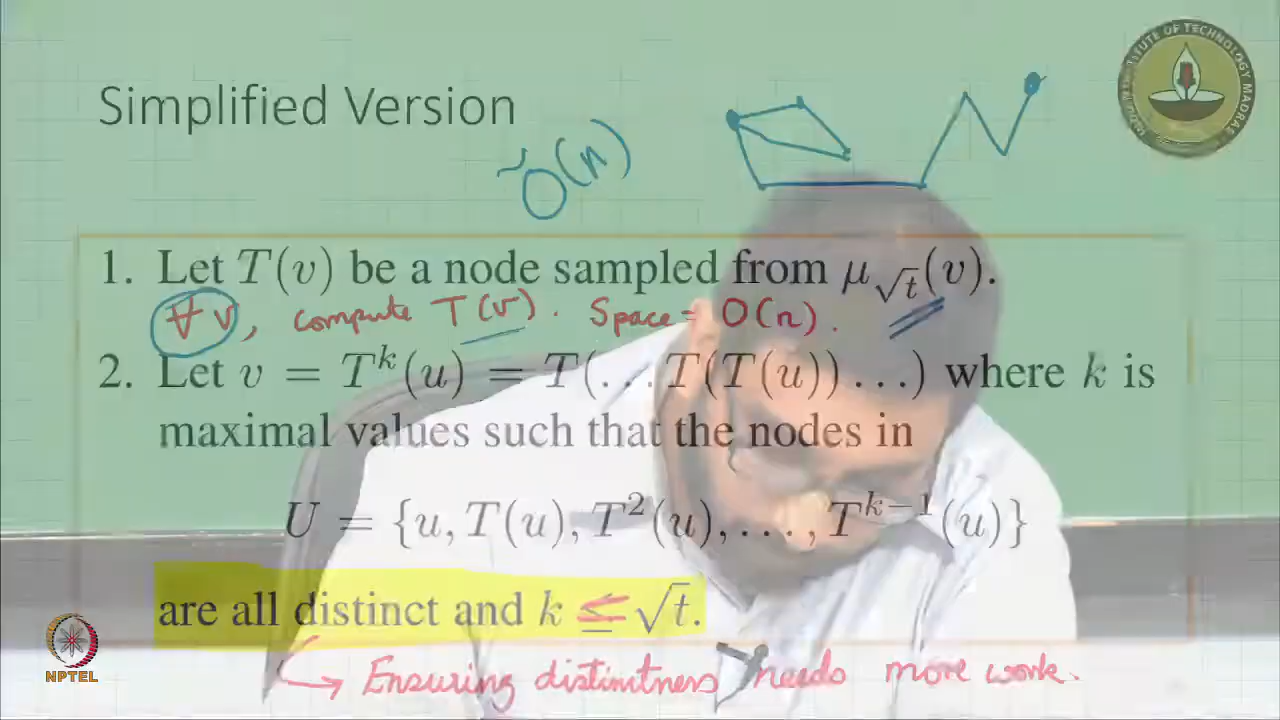 Simplified Version
Õ(n)
1. Let T(v) be a node sampled from μ_{√t}(v).
∀ v, compute T(v). Space = O(n).
2. Let v = T^k(u) = T(...T(T(u))...) where k is
maximal values such that the nodes in
U = {u, T(u), T^2(u), ..., T^{k-1}(u)}
are all distinct and k ≤ √t.
↳ Ensuring distinitness needs more work.
NPTEL